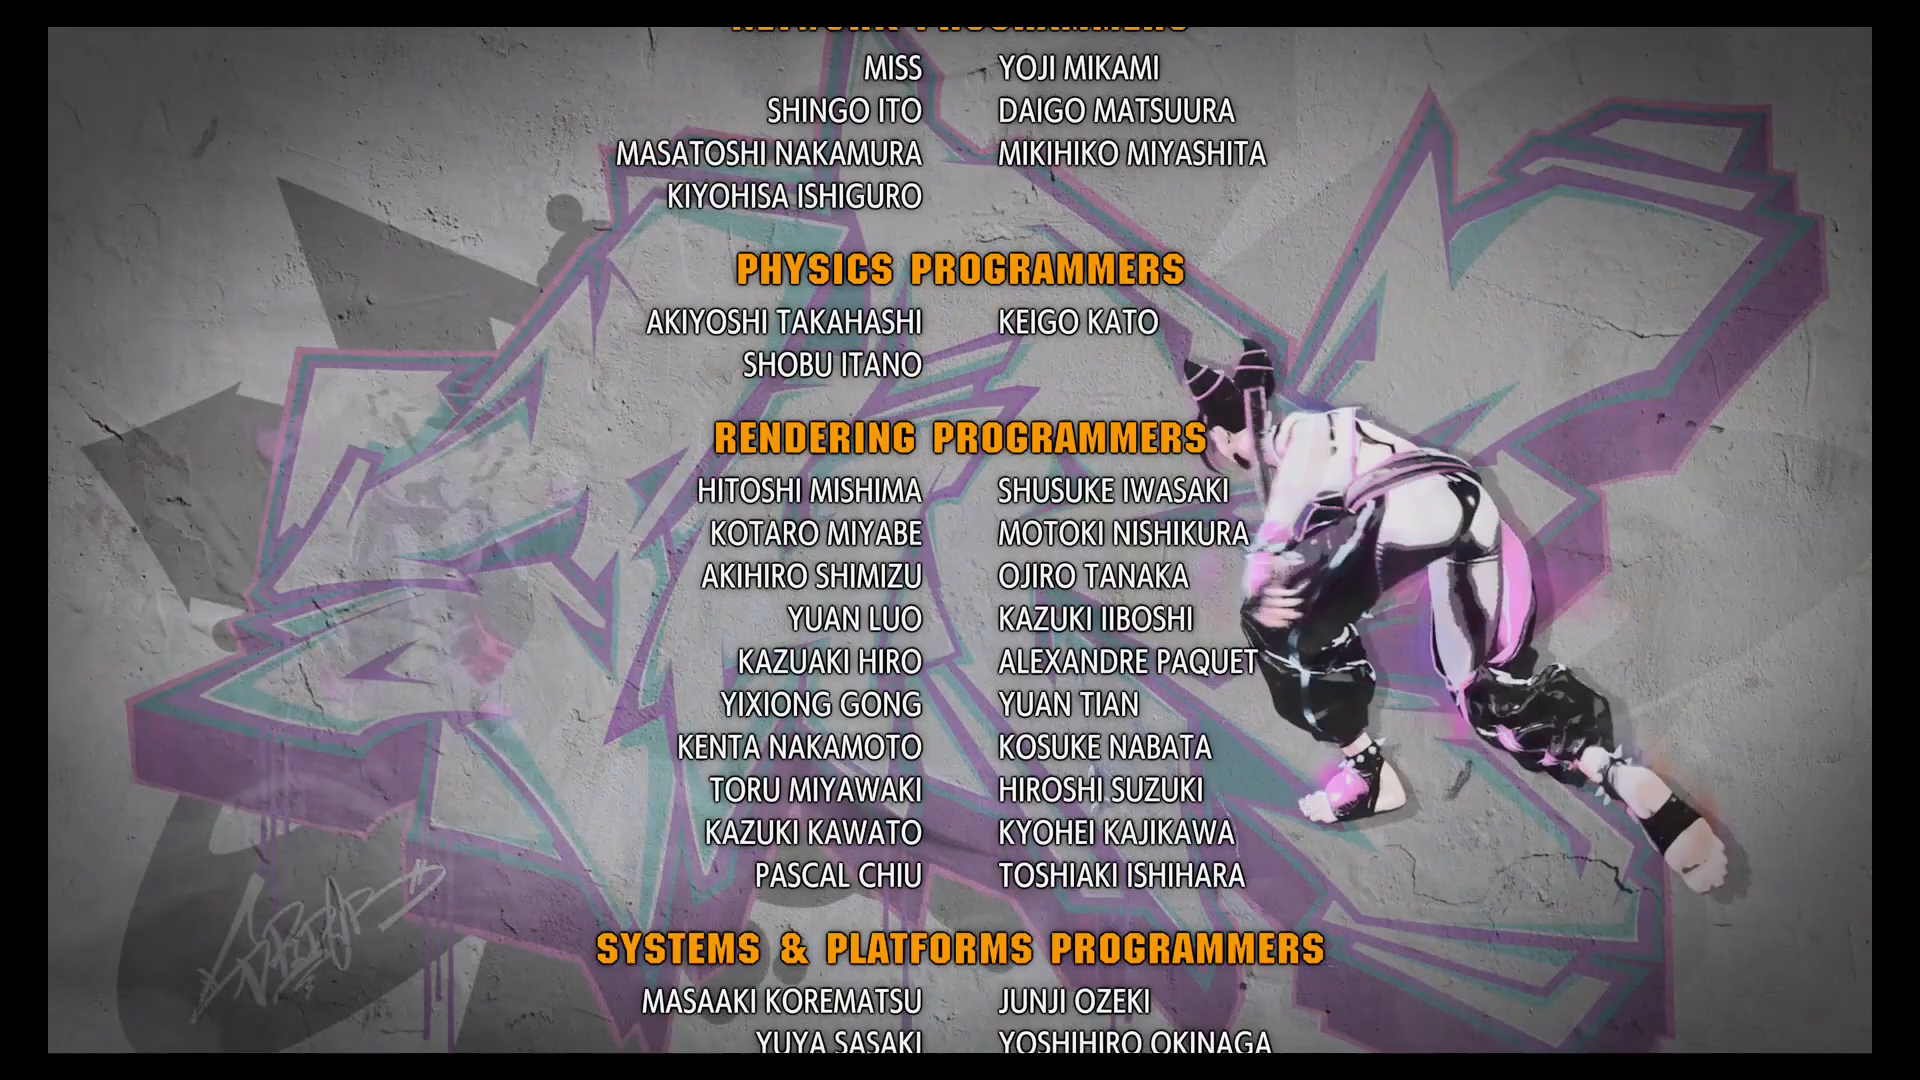 NETWORK PROGRAMMERS
MISS YOJI MIKAMI
SHINGO ITO DAIGO MATSUURA
MASATOSHI NAKAMURA MIKIHIKO MIYASHITA
KIYOHISA ISHIGURO
PHYSICS PROGRAMMERS
AKIYOSHI TAKAHASHI KEIGO KATO
SHOBU ITANO
RENDERING PROGRAMMERS
HITOSHI MISHIMA SHUSUKE IWASAKI
KOTARO MIYABE MOTOKI NISHIKURA
AKIHIRO SHIMIZU OJIRO TANAKA
YUAN LUO KAZUKI IIBOSHI
KAZUAKI HIRO ALEXANDRE PAQUET
YIXIONG GONG YUAN TIAN
KENTA NAKAMOTO KOSUKE NABATA
TORU MIYAWAKI HIROSHI SUZUKI
KAZUKI KAWATO KYOHEI KAJIKAWA
PASCAL CHIU TOSHIAKI ISHIHARA
SYSTEMS & PLATFORMS PROGRAMMERS
MASAAKI KOREMATSU JUNJI OZEKI
YUYA SASAKI YOSHIHIRO OKINAGA